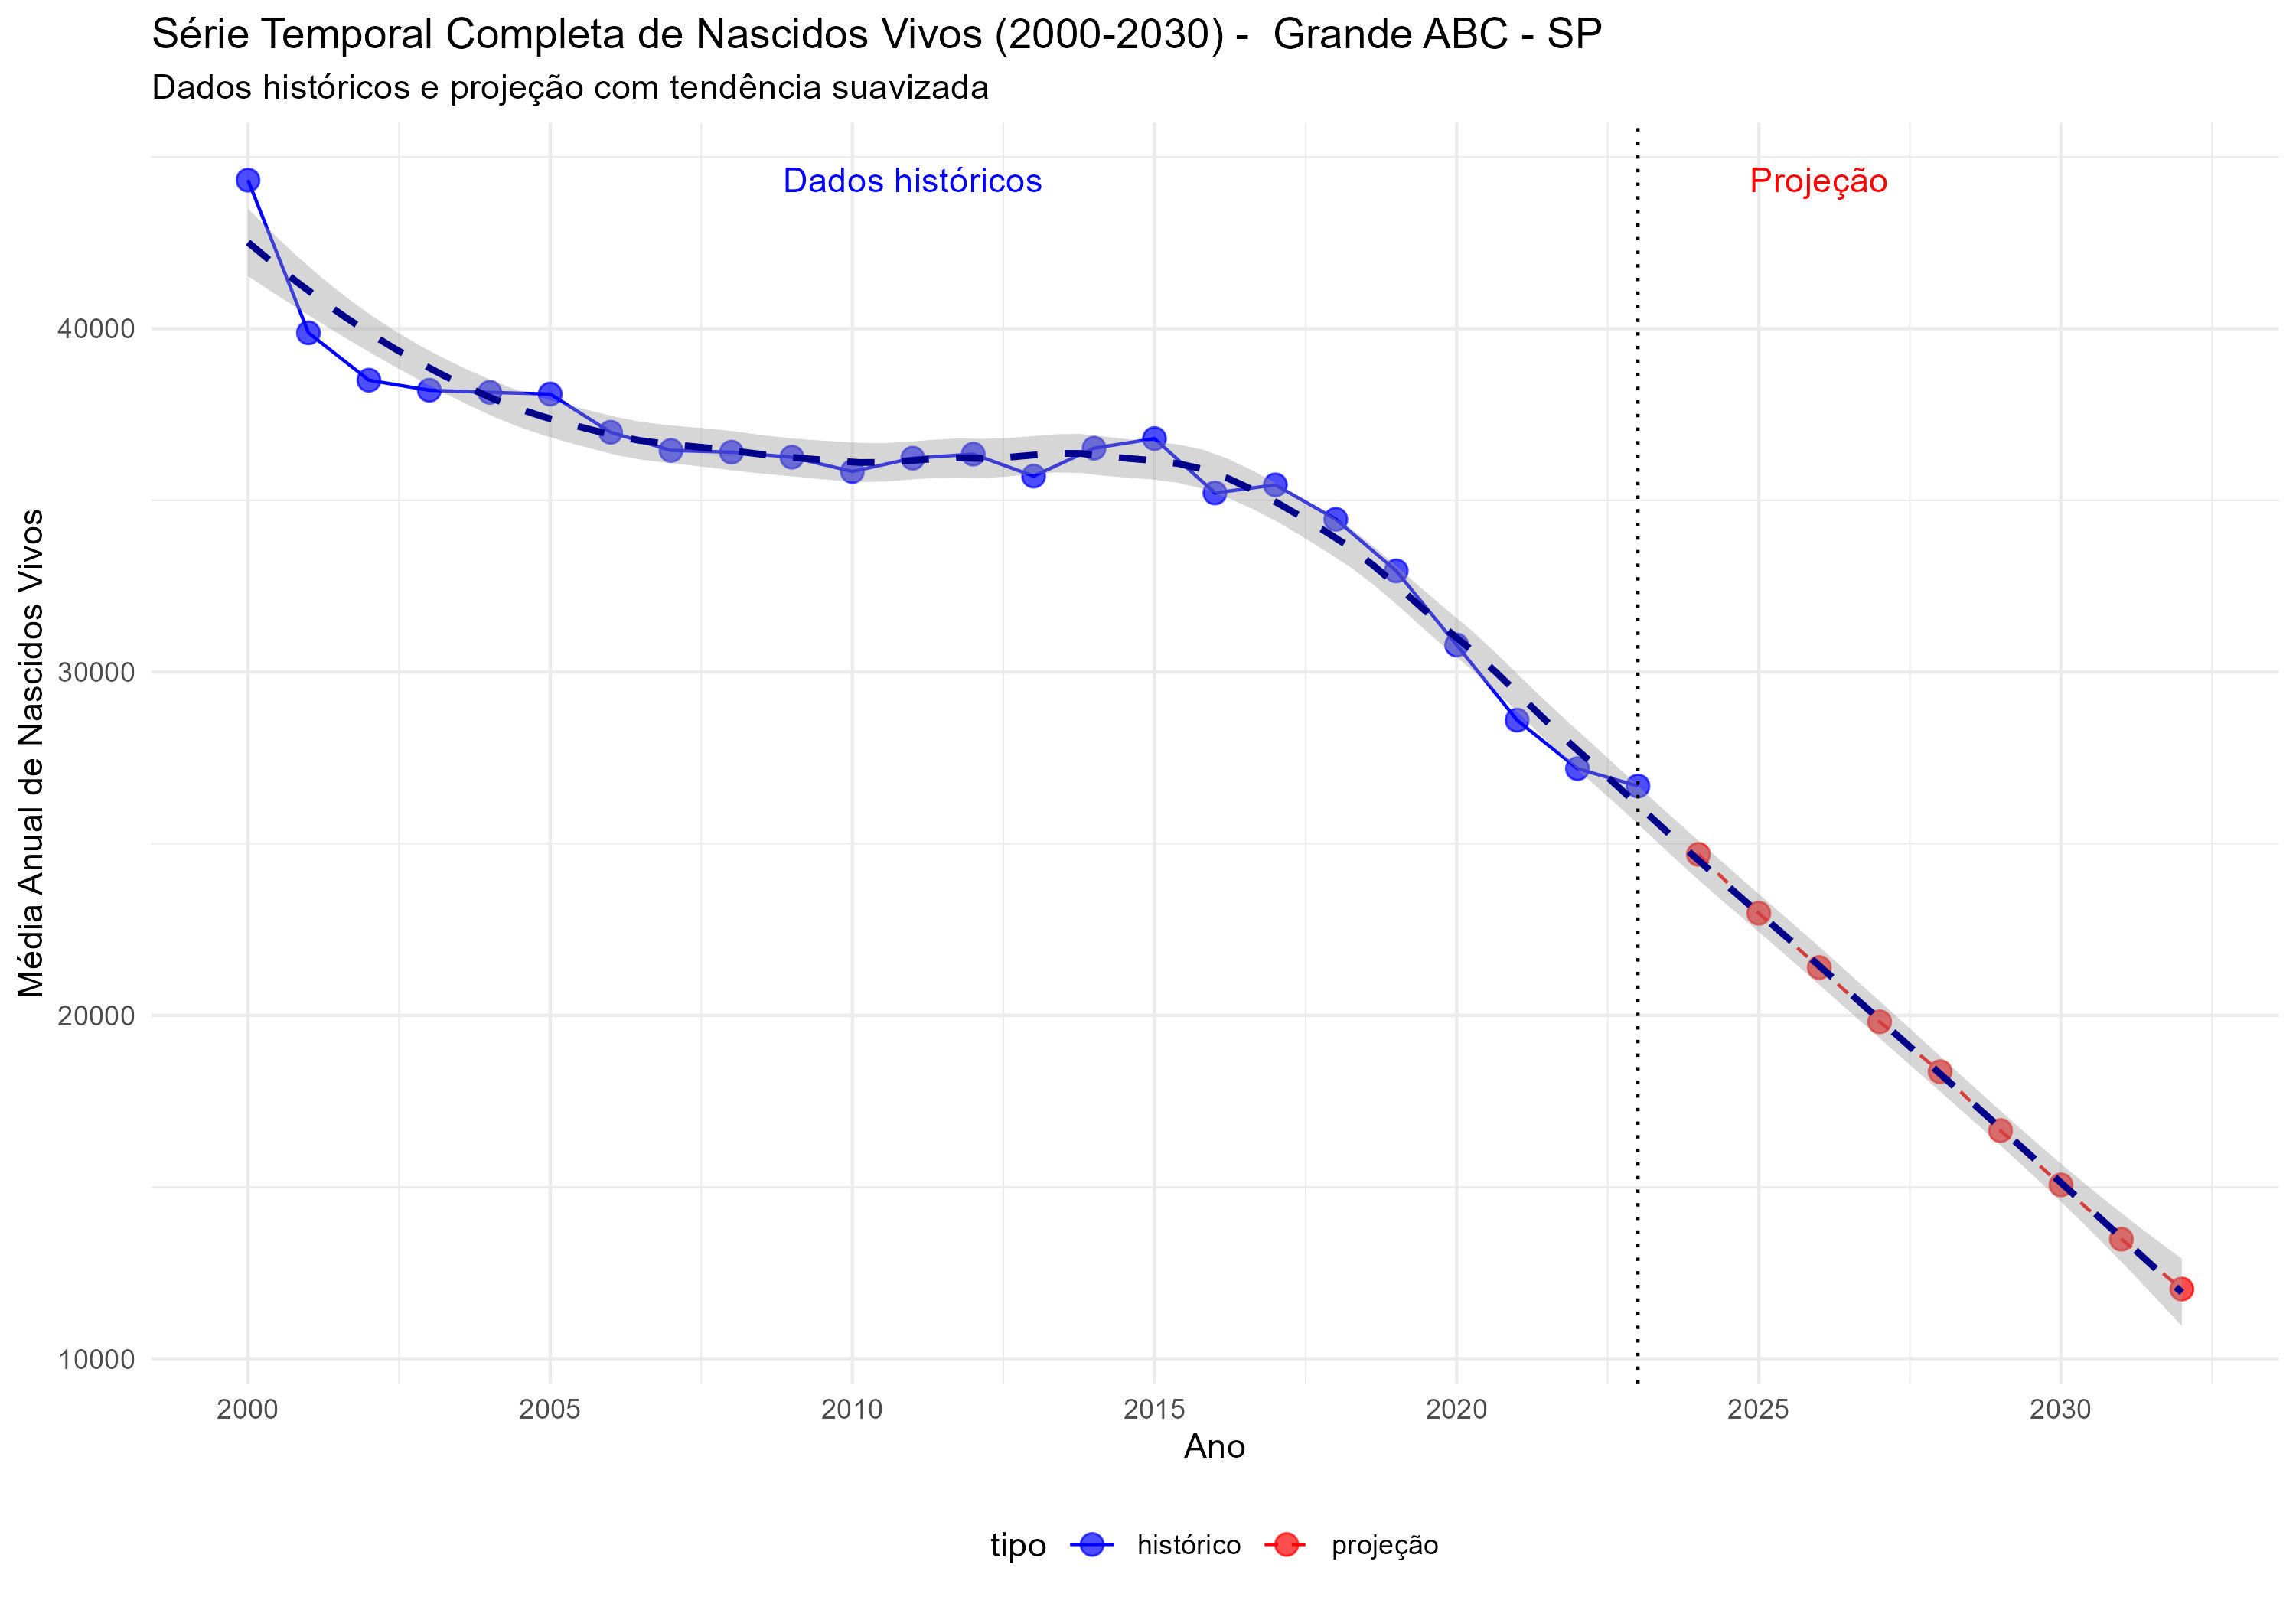 Série Temporal Completa de Nascidos Vivos (2000-2030) -  Grande ABC - SP
Dados históricos e projeção com tendência suavizada
Dados históricos
Projeção
Média Anual de Nascidos Vivos
40000
30000
20000
10000
2000
2005
2010
2015
2020
2025
2030
Ano
tipo
histórico
projeção